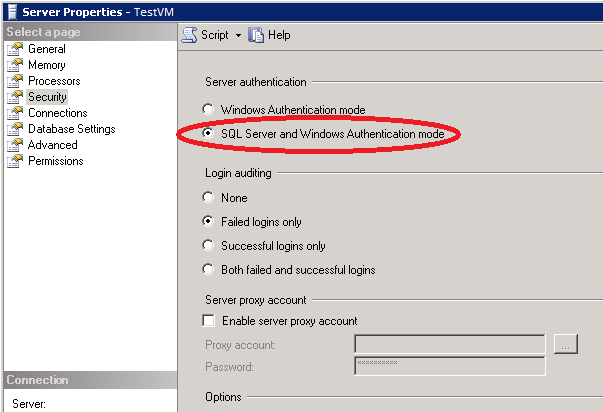 Server Properties - TestVM
Select a page
General
Memory
Processors
Security
Connections
Database Settings
Advanced
Permissions
Connection
Server:
Script Help
Server authentication
Windows Authentication mode
SQL Server and Windows Authentication mode
Login auditing
None
Failed logins only
Successful logins only
Both failed and successful logins
Server proxy account
Enable server proxy account
Proxy account:
...
Password: **********
Options